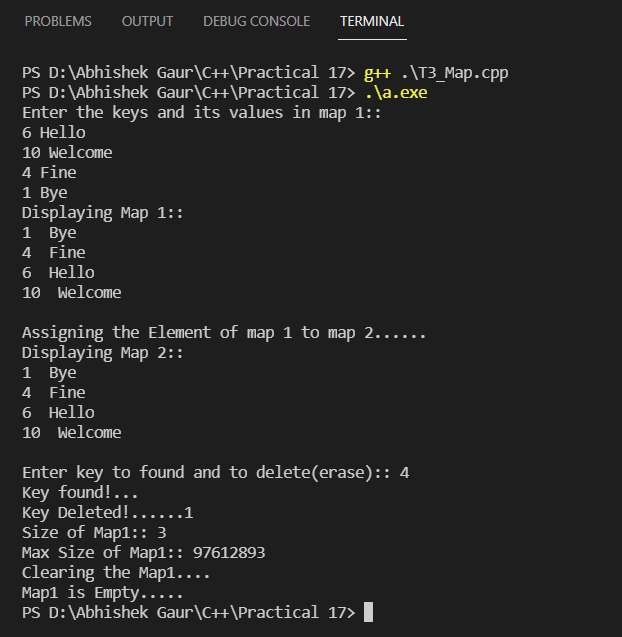 PROBLEMS OUTPUT DEBUG CONSOLE TERMINAL
PS D:\Abhishek Gaur\C++\Practical 17> g++ .\T3_Map.cpp
PS D:\Abhishek Gaur\C++\Practical 17> .\a.exe
Enter the keys and its values in map 1::
6 Hello
10 Welcome
4 Fine
1 Bye
Displaying Map 1::
1  Bye
4  Fine
6  Hello
10  Welcome

Assigning the Element of map 1 to map 2......
Displaying Map 2::
1  Bye
4  Fine
6  Hello
10  Welcome

Enter key to found and to delete(erase):: 4
Key found!...
Key Deleted!......1
Size of Map1:: 3
Max Size of Map1:: 97612893
Clearing the Map1....
Map1 is Empty.....
PS D:\Abhishek Gaur\C++\Practical 17>